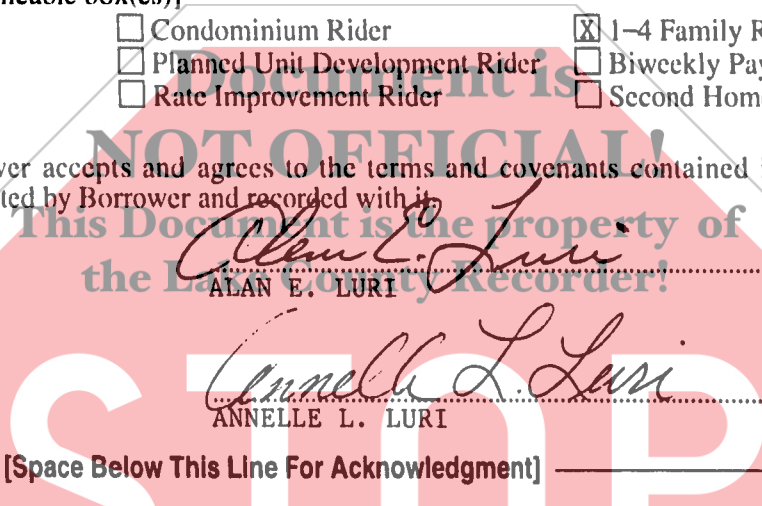 ☐ Condominium Rider ☒ 1–4 Family R
☐ Planned Unit Development Rider ☐ Biweekly Pay
☐ Rate Improvement Rider ☐ Second Hom
Document is
NOT OFFICIAL!
ver accepts and agrees to the terms and covenants contained
ted by Borrower and recorded with it.
This Document is the property of
Alan E. Luri
the Lake County Recorder!
ALAN E. LURI
Annelle L. Luri
ANNELLE L. LURI
STOP
[Space Below This Line For Acknowledgment]